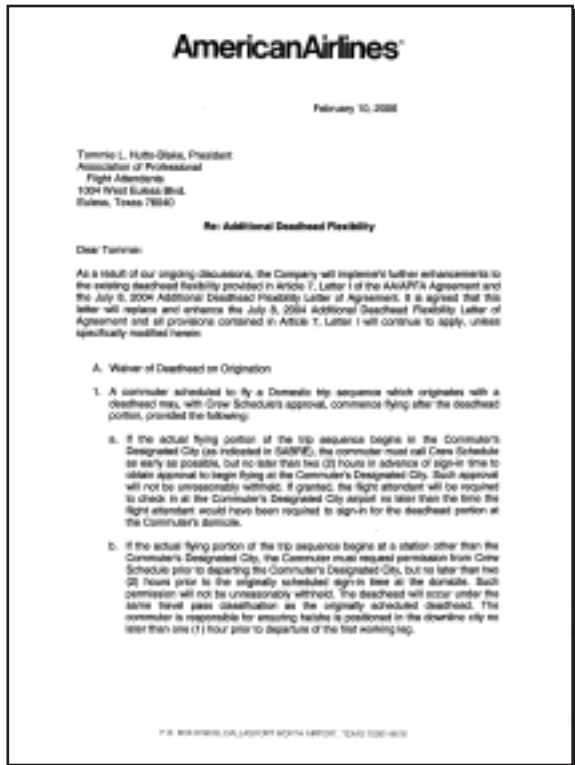 AmericanAirlines
February 10, 2006
Tommie L. Hutto-Blake, President
Association of Professional
Flight Attendants
1004 West Euless Blvd.
Euless, Texas 76040
Re: Additional Deadhead Flexibility
Dear Tommie:
As a result of our ongoing discussions, the Company will implement further enhancements to
the existing deadhead flexibility provided in Article 7, Letter I of the AA/APFA Agreement and
the July 8, 2004 Additional Deadhead Flexibility Letter of Agreement. It is agreed that this
letter will replace and enhance the July 8, 2004 Additional Deadhead Flexibility Letter of
Agreement and all provisions contained in Article 7, Letter I will continue to apply, unless
specifically modified herein:
A. Waiver of Deadhead on Origination
1. A commuter scheduled to fly a Domestic trip sequence which originates with a
deadhead may, with Crew Schedule's approval, commence flying after the deadhead
portion, provided the following:
a. If the actual flying portion of the trip sequence begins in the Commuter's
Designated City (as indicated in SABRE), the commuter must call Crew Schedule
as early as possible, but no later than two (2) hours in advance of sign-in time to
obtain approval to begin flying at the Commuter's Designated City. Such approval
will not be unreasonably withheld. If granted, the flight attendant will be required
to check in at the Commuter's Designated City airport no later than the time the
flight attendant would have been required to sign-in for the deadhead portion at
the Commuter's domicile.
b. If the actual flying portion of the trip sequence begins at a station other than the
Commuter's Designated City, the Commuter must request permission from Crew
Schedule prior to departing the Commuter's Designated City, but no later than two
(2) hours prior to the originally scheduled sign-in time at the domicile. Such
permission will not be unreasonably withheld. The deadhead will occur under the
same travel pass classification as the originally scheduled deadhead. The
commuter is responsible for ensuring he/she is positioned in the downline city no
later than one (1) hour prior to departure of the first working leg.
P.O. BOX DALLAS/FORT WORTH AIRPORT, TEXAS